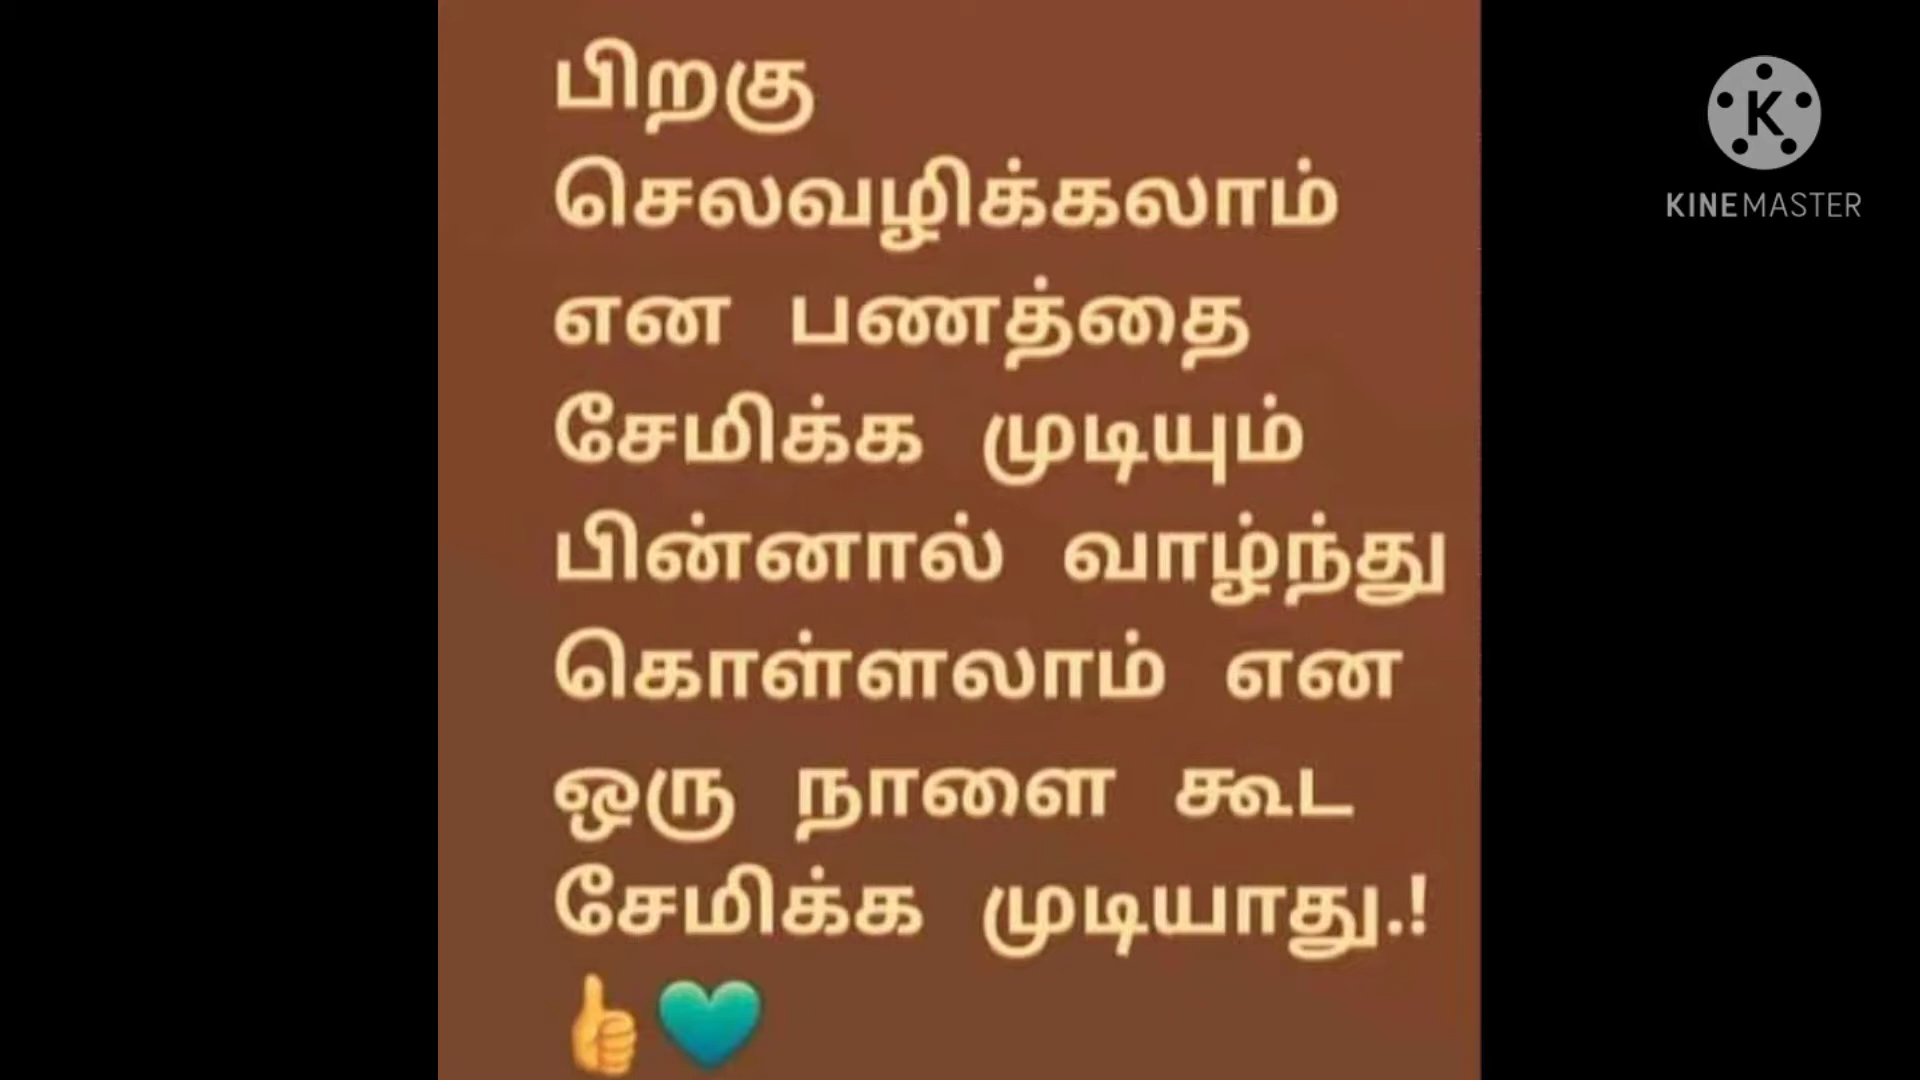 பிறகு
செலவழிக்கலாம்
என பணத்தை
சேமிக்க முடியும்
பின்னால் வாழ்ந்து
கொள்ளலாம் என
ஒரு நாளை கூட
சேமிக்க முடியாது.!
👍💙
K
KINEMASTER